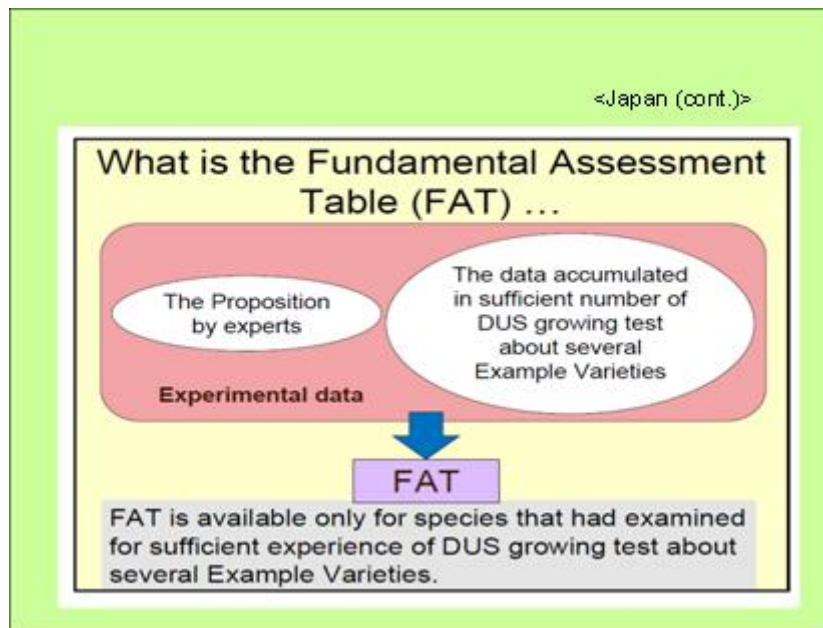 <Japan (cont.)>
What is the Fundamental Assessment
Table (FAT) …
The Proposition
by experts
The data accumulated
in sufficient number of
DUS growing test
about several
Example Varieties
Experimental data
FAT
FAT is available only for species that had examined
for sufficient experience of DUS growing test about
several Example Varieties.